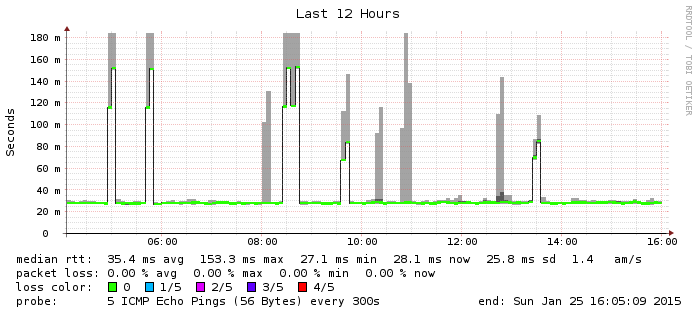 Last 12 Hours
RRDTOOL / TOBI OETIKER
Seconds
180 m
160 m
140 m
120 m
100 m
80 m
60 m
40 m
20 m
0
06:00 08:00 10:00 12:00 14:00 16:00
median rtt: 35.4 ms avg 153.3 ms max 27.1 ms min 28.1 ms now 25.8 ms sd 1.4 am/s
packet loss: 0.00 % avg 0.00 % max 0.00 % min 0.00 % now
loss color: 0 1/5 2/5 3/5 4/5
probe: 5 ICMP Echo Pings (56 Bytes) every 300s end: Sun Jan 25 16:05:09 2015